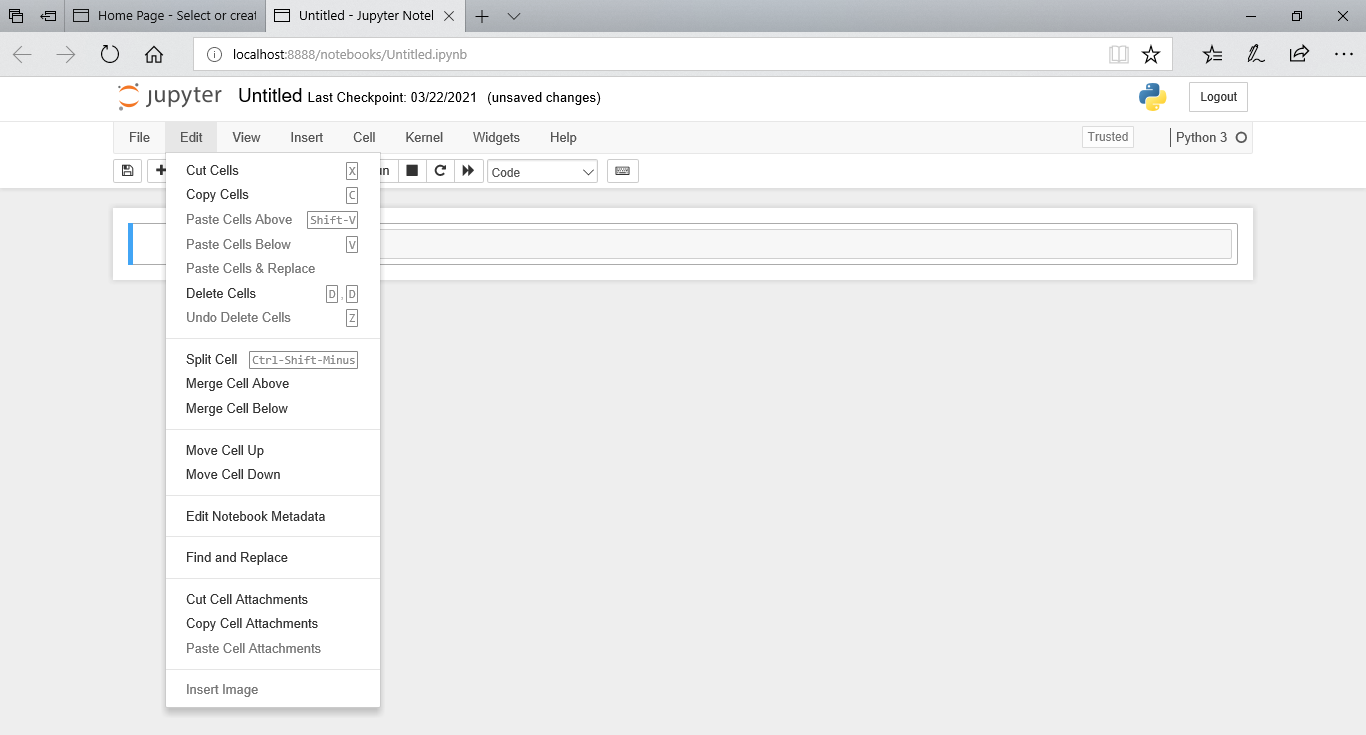 Home Page - Select or creat
Untitled - Jupyter Notel
localhost:8888/notebooks/Untitled.ipynb
jupyter Untitled Last Checkpoint: 03/22/2021 (unsaved changes)
Logout
File Edit View Insert Cell Kernel Widgets Help
Trusted
Python 3
Code
Cut Cells X
Copy Cells C
Paste Cells Above Shift-V
Paste Cells Below V
Paste Cells & Replace
Delete Cells D,D
Undo Delete Cells Z
Split Cell Ctrl-Shift-Minus
Merge Cell Above
Merge Cell Below
Move Cell Up
Move Cell Down
Edit Notebook Metadata
Find and Replace
Cut Cell Attachments
Copy Cell Attachments
Paste Cell Attachments
Insert Image